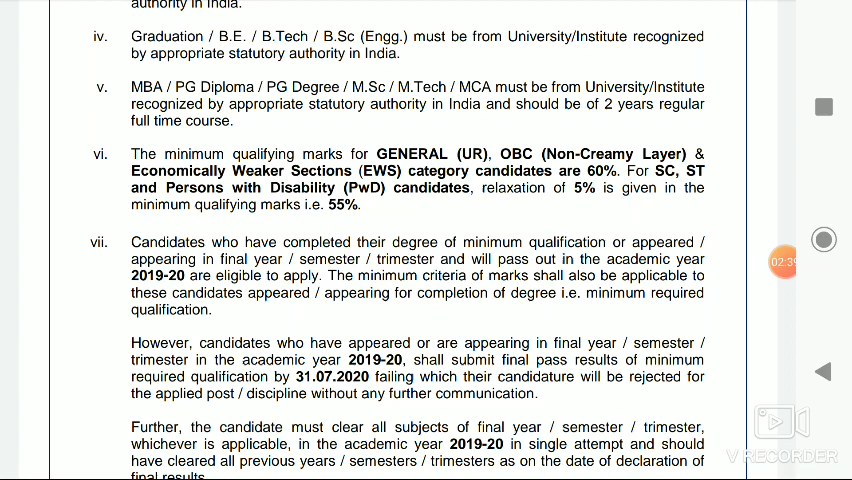 authority in India.
iv. Graduation / B.E. / B.Tech / B.Sc (Engg.) must be from University/Institute recognized
by appropriate statutory authority in India.
v. MBA / PG Diploma / PG Degree / M.Sc / M.Tech / MCA must be from University/Institute
recognized by appropriate statutory authority in India and should be of 2 years regular
full time course.
vi. The minimum qualifying marks for GENERAL (UR), OBC (Non-Creamy Layer) &
Economically Weaker Sections (EWS) category candidates are 60%. For SC, ST
and Persons with Disability (PwD) candidates, relaxation of 5% is given in the
minimum qualifying marks i.e. 55%.
vii. Candidates who have completed their degree of minimum qualification or appeared /
appearing in final year / semester / trimester and will pass out in the academic year
2019-20 are eligible to apply. The minimum criteria of marks shall also be applicable to
these candidates appeared / appearing for completion of degree i.e. minimum required
qualification.
However, candidates who have appeared or are appearing in final year / semester /
trimester in the academic year 2019-20, shall submit final pass results of minimum
required qualification by 31.07.2020 failing which their candidature will be rejected for
the applied post / discipline without any further communication.
Further, the candidate must clear all subjects of final year / semester / trimester,
whichever is applicable, in the academic year 2019-20 in single attempt and should
have cleared all previous years / semesters / trimesters as on the date of declaration of
final results.
02:39
V RECORDER